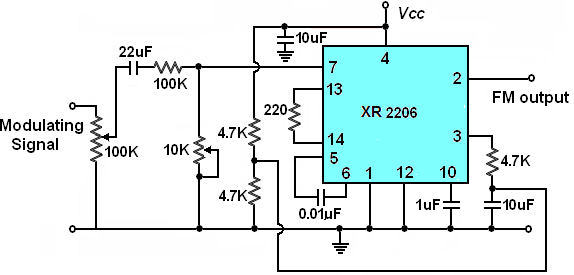 Vcc
10uF
22uF
100K
7
4
2
FM output
13
XR 2206
220
14
3
Modulating
Signal
100K
10K
4.7K
5
4.7K
4.7K
6
1
12
10
0.01µF
1uF
10uF